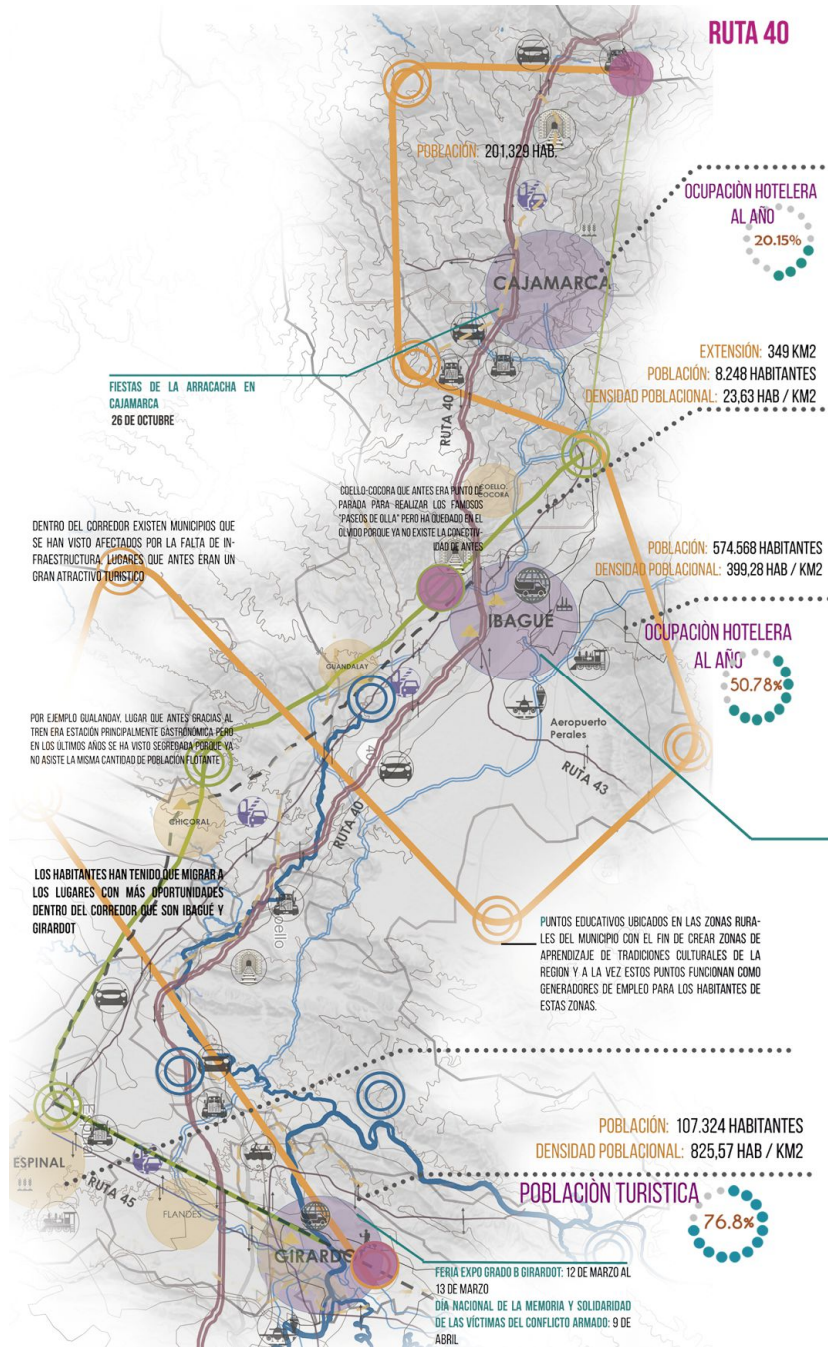 RUTA 40
POBLACIÓN: 201,329 HAB.
OCUPACIÒN HOTELERA
AL AÑO
20.15%
CAJAMARCA
EXTENSIÓN: 349 KM2
POBLACIÓN: 8.248 HABITANTES
DENSIDAD POBLACIONAL: 23,63 HAB / KM2
FIESTAS DE LA ARRACACHA EN
CAJAMARCA
26 DE OCTUBRE
RUTA 40
COELLO-COCORA QUE ANTES ERA PUNTO DE
PARADA PARA REALIZAR LOS FAMOSOS
"PASEOS DE OLLA" PERO HA QUEDADO EN EL
OLVIDO PORQUE YA NO EXISTE LA CONECTIV-
IDAD DE ANTES
COELLO
COCORA
DENTRO DEL CORREDOR EXISTEN MUNICIPIOS QUE
SE HAN VISTO AFECTADOS POR LA FALTA DE IN-
FRAESTRUCTURA, LUGARES QUE ANTES ERAN UN
GRAN ATRACTIVO TURISTICO
POBLACIÓN: 574.568 HABITANTES
DENSIDAD POBLACIONAL: 399,28 HAB / KM2
IBAGUÉ
OCUPACIÒN HOTELERA
AL AÑO
50.78%
GUANDALAY
Aeropuerto
Perales
POR EJEMPLO GUALANDAY, LUGAR QUE ANTES GRACIAS AL
TREN ERA ESTACIÓN PRINCIPALMENTE GASTRONÓMICA PERO
EN LOS ÚLTIMOS AÑOS SE HA VISTO SEGREGADA PORQUE YA
NO ASISTE LA MISMA CANTIDAD DE POBLACIÓN FLOTANTE
40
RUTA 43
RUTA 40
CHICORAL
LOS HABITANTES HAN TENIDO QUE MIGRAR A
LOS LUGARES CON MÁS OPORTUNIDADES
DENTRO DEL CORREDOR QUE SON IBAGUÉ Y
GIRARDOT
PUNTOS EDUCATIVOS UBICADOS EN LAS ZONAS RURA-
LES DEL MUNICIPIO CON EL FIN DE CREAR ZONAS DE
APRENDIZAJE DE TRADICIONES CULTURALES DE LA
REGION Y A LA VEZ ESTOS PUNTOS FUNCIONAN COMO
GENERADORES DE EMPLEO PARA LOS HABITANTES DE
ESTAS ZONAS.
POBLACIÓN: 107.324 HABITANTES
DENSIDAD POBLACIONAL: 825,57 HAB / KM2
ESPINAL
RUTA 45
FLANDES
POBLACIÒN TURISTICA
76.8%
GIRARDO
FERIA EXPO GRADO B GIRARDOT: 12 DE MARZO AL
13 DE MARZO
DÍA NACIONAL DE LA MEMORIA Y SOLIDARIDAD
DE LAS VÍCTIMAS DEL CONFLICTO ARMADO: 9 DE
ABRIL